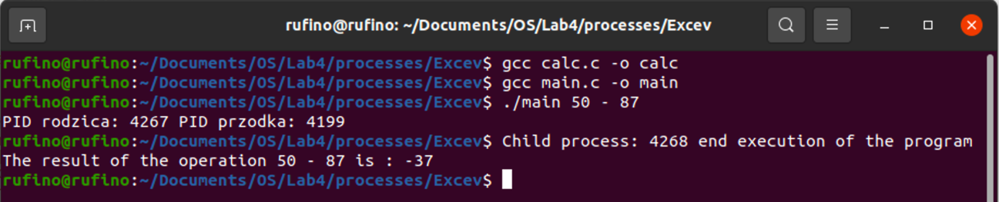 rufino@rufino: ~/Documents/OS/Lab4/processes/Excev
rufino@rufino:~/Documents/OS/Lab4/processes/Excev$ gcc calc.c -o calc
rufino@rufino:~/Documents/OS/Lab4/processes/Excev$ gcc main.c -o main
rufino@rufino:~/Documents/OS/Lab4/processes/Excev$ ./main 50 - 87
PID rodzica: 4267 PID przodka: 4199
rufino@rufino:~/Documents/OS/Lab4/processes/Excev$ Child process: 4268 end execution of the program
The result of the operation 50 - 87 is : -37
rufino@rufino:~/Documents/OS/Lab4/processes/Excev$